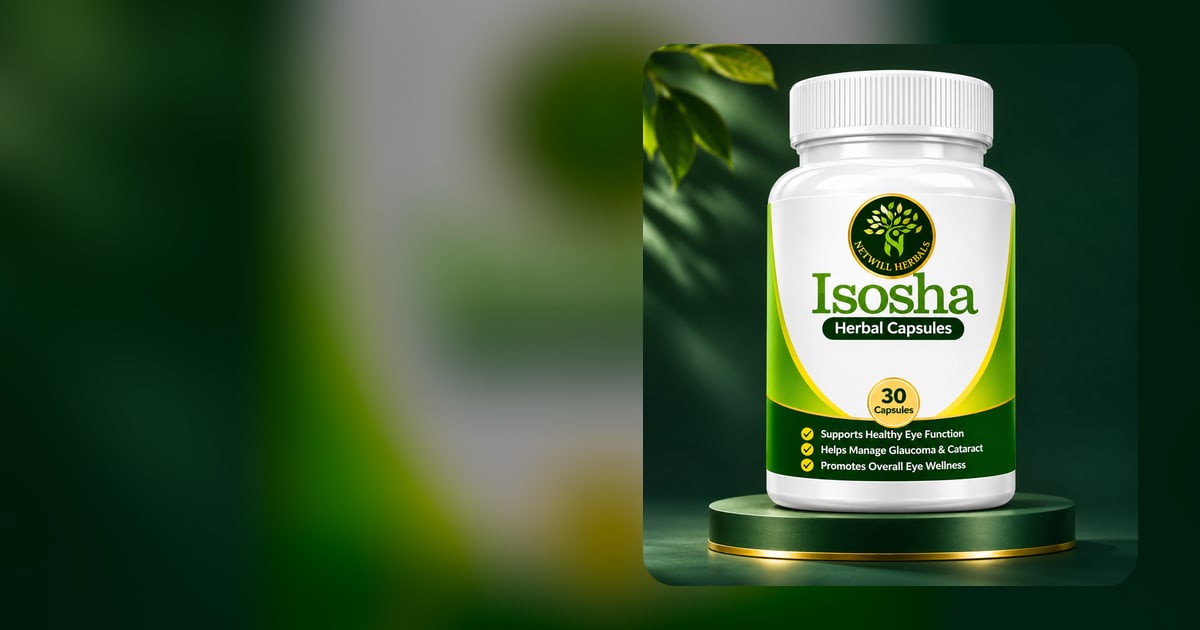 NETWILL HERBALS
Isosha
Herbal Capsules
30
Capsules
Supports Healthy Eye Function
Helps Manage Glaucoma & Cataract
Promotes Overall Eye Wellness